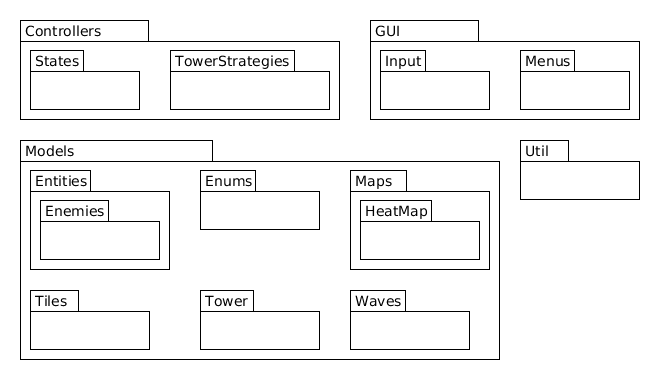 Controllers
States
TowerStrategies
GUI
Input
Menus
Models
Entities
Enemies
Enums
Maps
HeatMap
Tiles
Tower
Waves
Util